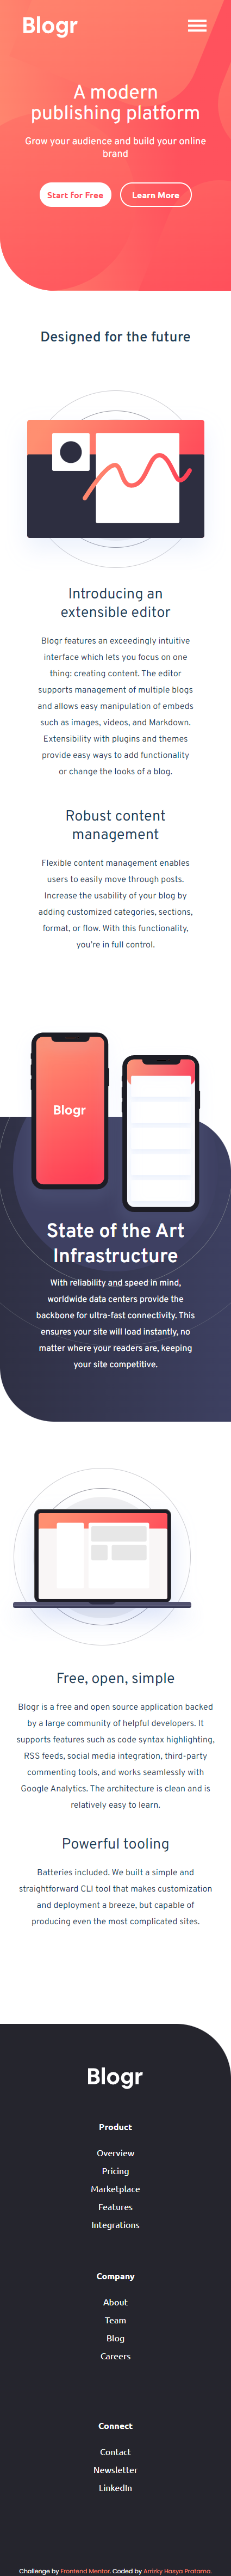 Blogr
A modern
publishing platform
Grow your audience and build your online
brand
Start for Free
Learn More
Designed for the future
Introducing an
extensible editor
Blogr features an exceedingly intuitive
interface which lets you focus on one
thing: creating content. The editor
supports management of multiple blogs
and allows easy manipulation of embeds
such as images, videos, and Markdown.
Extensibility with plugins and themes
provide easy ways to add functionality
or change the looks of a blog.
Robust content
management
Flexible content management enables
users to easily move through posts.
Increase the usability of your blog by
adding customized categories, sections,
format, or flow. With this functionality,
you're in full control.
Blogr
State of the Art
Infrastructure
With reliability and speed in mind,
worldwide data centers provide the
backbone for ultra-fast connectivity. This
ensures your site will load instantly, no
matter where your readers are, keeping
your site competitive.
Free, open, simple
Blogr is a free and open source application backed
by a large community of helpful developers. It
supports features such as code syntax highlighting,
RSS feeds, social media integration, third-party
commenting tools, and works seamlessly with
Google Analytics. The architecture is clean and is
relatively easy to learn.
Powerful tooling
Batteries included. We built a simple and
straightforward CLI tool that makes customization
and deployment a breeze, but capable of
producing even the most complicated sites.
Blogr
Product
Overview
Pricing
Marketplace
Features
Integrations
Company
About
Team
Blog
Careers
Connect
Contact
Newsletter
LinkedIn
Challenge by Frontend Mentor. Coded by Arrizky Hasya Pratama.